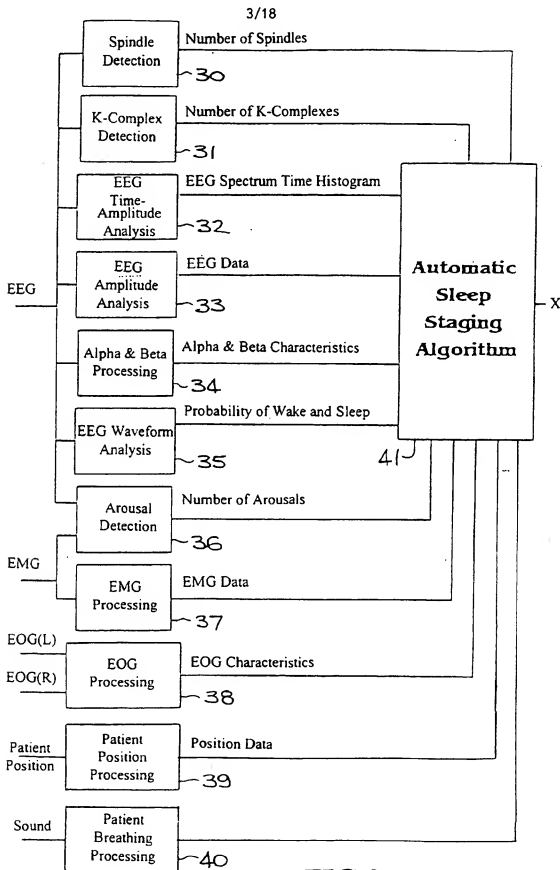 3/18
Spindle
Detection
30
Number of Spindles
K-Complex
Detection
31
Number of K-Complexes
EEG
Time-
Amplitude
Analysis
32
EEG Spectrum Time Histogram
EEG
Amplitude
Analysis
33
EEG Data
EEG
Alpha & Beta
Processing
34
Alpha & Beta Characteristics
EEG Waveform
Analysis
35
Probability of Wake and Sleep
Automatic
Sleep
Staging
Algorithm
41
X
Arousal
Detection
36
Number of Arousals
EMG
EMG
Processing
37
EMG Data
EOG(L)
EOG(R)
EOG
Processing
38
EOG Characteristics
Patient
Position
Patient
Position
Processing
39
Position Data
Sound
Patient
Breathing
Processing
40